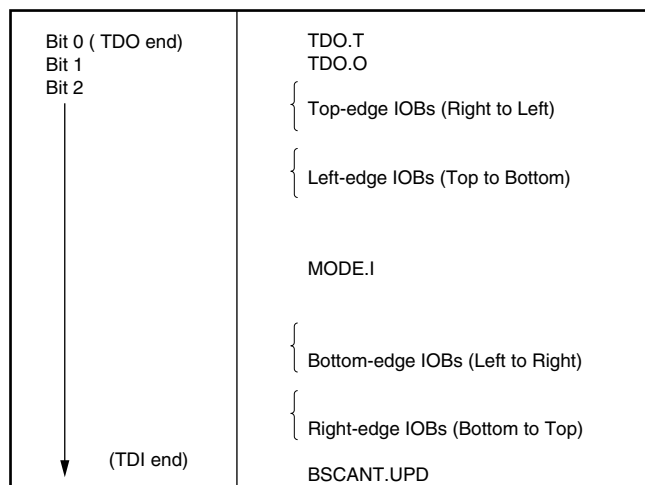 Bit 0 ( TDO end)
Bit 1
Bit 2
(TDI end)
TDO.T
TDO.O
Top-edge IOBs (Right to Left)
Left-edge IOBs (Top to Bottom)
MODE.I
Bottom-edge IOBs (Left to Right)
Right-edge IOBs (Bottom to Top)
BSCANT.UPD